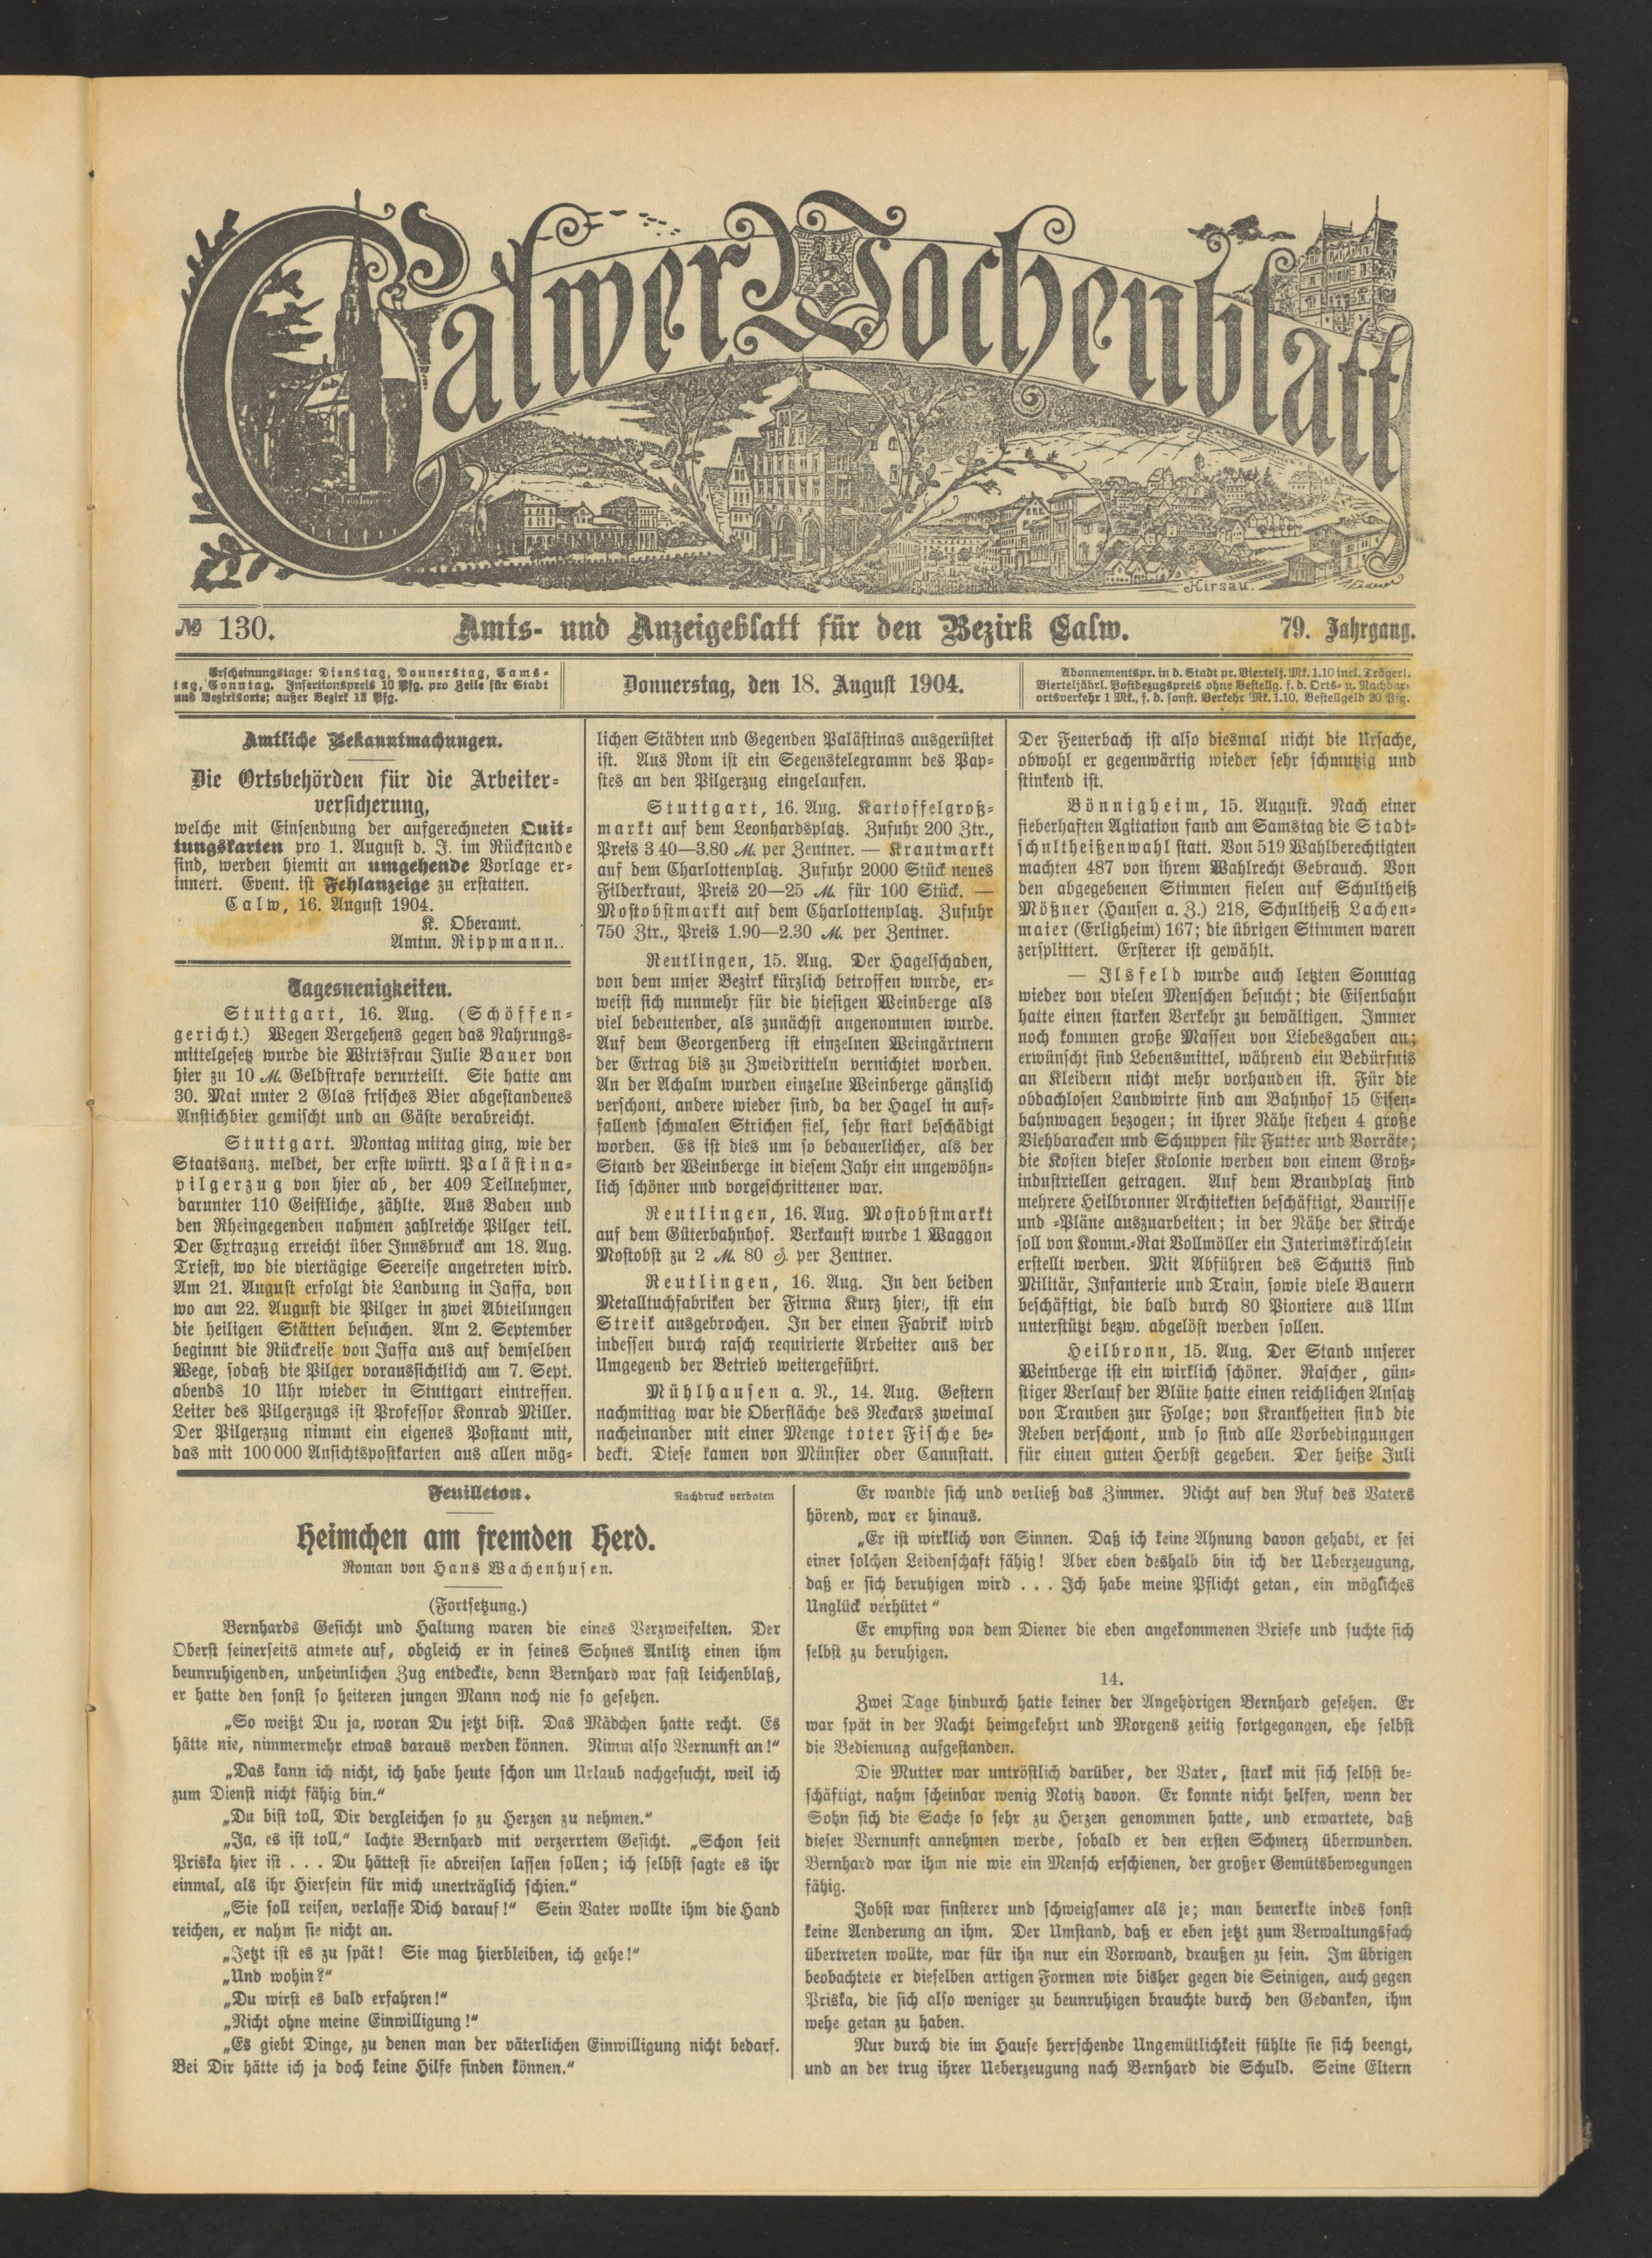 Calwer Wochenblatt
Hirsau.
№ 130.
Amts- und Anzeigeblatt für den Bezirk Calw.
79. Jahrgang.
Erscheinungstage: Dienstag, Donnerstag, Sams-
tag, Sonntag. Insertionspreis 10 Pfg. pro Zeile für Stadt
und Bezirksorte; außer Bezirk 12 Pfg.
Donnerstag, den 18. August 1904.
Abonnementspr. in d. Stadt pr. Viertelj. Mk. 1.10 incl. Trägerl.
Vierteljährl. Postbezugspreis ohne Bestellg. f. d. Orts- u. Nachbar-
ortsverkehr 1 Mk., f. d. sonst. Verkehr Mk. 1.10, Bestellgeld 20 Pfg.
Amtliche Bekanntmachungen.
Die Ortsbehörden für die Arbeiter-
versicherung,
welche mit Einsendung der aufgerechneten Quit-
tungskarten pro 1. August d. J. im Rückstande
sind, werden hiemit an umgehende Vorlage er-
innert. Event. ist Fehlanzeige zu erstatten.
Calw, 16. August 1904.
K. Oberamt.
Amtm. Rippmann..
Tagesneuigkeiten.
Stuttgart, 16. Aug. (Schöffen-
gericht.) Wegen Vergehens gegen das Nahrungs-
mittelgesetz wurde die Wirtsfrau Julie Bauer von
hier zu 10 M. Geldstrafe verurteilt. Sie hatte am
30. Mai unter 2 Glas frisches Bier abgestandenes
Anstichbier gemischt und an Gäste verabreicht.
Stuttgart. Montag mittag ging, wie der
Staatsanz. meldet, der erste württ. Palästina-
pilgerzug von hier ab, der 409 Teilnehmer,
darunter 110 Geistliche, zählte. Aus Baden und
den Rheingegenden nahmen zahlreiche Pilger teil.
Der Extrazug erreicht über Innsbruck am 18. Aug.
Triest, wo die viertägige Seereise angetreten wird.
Am 21. August erfolgt die Landung in Jaffa, von
wo am 22. August die Pilger in zwei Abteilungen
die heiligen Stätten besuchen. Am 2. September
beginnt die Rückreise von Jaffa aus auf demselben
Wege, sodaß die Pilger voraussichtlich am 7. Sept.
abends 10 Uhr wieder in Stuttgart eintreffen.
Leiter des Pilgerzugs ist Professor Konrad Miller.
Der Pilgerzug nimmt ein eigenes Postamt mit,
das mit 100 000 Ansichtspostkarten aus allen mög-
lichen Städten und Gegenden Palästinas ausgerüstet
ist. Aus Rom ist ein Segenstelegramm des Pap-
stes an den Pilgerzug eingelaufen.
Stuttgart, 16. Aug. Kartoffelgroß-
markt auf dem Leonhardsplatz. Zufuhr 200 Ztr.,
Preis 3 40—3.80 M. per Zentner. — Krautmarkt
auf dem Charlottenplatz. Zufuhr 2000 Stück neues
Filderkraut, Preis 20—25 M. für 100 Stück. —
Mostobstmarkt auf dem Charlottenplatz. Zufuhr
750 Ztr., Preis 1.90—2.30 M. per Zentner.
Reutlingen, 15. Aug. Der Hagelschaden,
von dem unser Bezirk kürzlich betroffen wurde, er-
weist sich nunmehr für die hiesigen Weinberge als
viel bedeutender, als zunächst angenommen wurde.
Auf dem Georgenberg ist einzelnen Weingärtnern
der Ertrag bis zu Zweidritteln vernichtet worden.
An der Achalm wurden einzelne Weinberge gänzlich
verschont, andere wieder sind, da der Hagel in auf-
fallend schmalen Strichen fiel, sehr stark beschädigt
worden. Es ist dies um so bedauerlicher, als der
Stand der Weinberge in diesem Jahr ein ungewöhn-
lich schöner und vorgeschrittener war.
Reutlingen, 16. Aug. Mostobstmarkt
auf dem Güterbahnhof. Verkauft wurde 1 Waggon
Mostobst zu 2 M. 80 ₰. per Zentner.
Reutlingen, 16. Aug. In den beiden
Metalltuchfabriken der Firma Kurz hier, ist ein
Streik ausgebrochen. In der einen Fabrik wird
indessen durch rasch requirierte Arbeiter aus der
Umgegend der Betrieb weitergeführt.
Mühlhausen a. N., 14. Aug. Gestern
nachmittag war die Oberfläche des Neckars zweimal
nacheinander mit einer Menge toter Fische be-
deckt. Diese kamen von Münster oder Cannstatt.
Der Feuerbach ist also diesmal nicht die Ursache,
obwohl er gegenwärtig wieder sehr schmutzig und
stinkend ist.
Bönnigheim, 15. August. Nach einer
fieberhaften Agitation fand am Samstag die Stadt-
schultheißenwahl statt. Von 519 Wahlberechtigten
machten 487 von ihrem Wahlrecht Gebrauch. Von
den abgegebenen Stimmen fielen auf Schultheiß
Mößner (Hausen a. Z.) 218, Schultheiß Lachen-
maier (Erligheim) 167; die übrigen Stimmen waren
zersplittert. Ersterer ist gewählt.
— Ilsfeld wurde auch letzten Sonntag
wieder von vielen Menschen besucht; die Eisenbahn
hatte einen starken Verkehr zu bewältigen. Immer
noch kommen große Massen von Liebesgaben an;
erwünscht sind Lebensmittel, während ein Bedürfnis
an Kleidern nicht mehr vorhanden ist. Für die
obdachlosen Landwirte sind am Bahnhof 15 Eisen-
bahnwagen bezogen; in ihrer Nähe stehen 4 große
Viehbaracken und Schuppen für Futter und Vorräte;
die Kosten dieser Kolonie werden von einem Groß-
industriellen getragen. Auf dem Brandplatz sind
mehrere Heilbronner Architekten beschäftigt, Baurisse
und -Pläne auszuarbeiten; in der Nähe der Kirche
soll von Komm.-Rat Vollmöller ein Interimskirchlein
erstellt werden. Mit Abführen des Schutts sind
Militär, Infanterie und Train, sowie viele Bauern
beschäftigt, die bald durch 80 Pioniere aus Ulm
unterstützt bezw. abgelöst werden sollen.
Heilbronn, 15. Aug. Der Stand unserer
Weinberge ist ein wirklich schöner. Rascher, gün-
stiger Verlauf der Blüte hatte einen reichlichen Ansatz
von Trauben zur Folge; von Krankheiten sind die
Reben verschont, und so sind alle Vorbedingungen
für einen guten Herbst gegeben. Der heiße Juli
Feuilleton.
Nachdruck verboten
Heimchen am fremden Herd.
Roman von Hans Wachenhusen.
(Fortsetzung.)
Bernhards Gesicht und Haltung waren die eines Verzweifelten. Der
Oberst seinerseits atmete auf, obgleich er in seines Sohnes Antlitz einen ihm
beunruhigenden, unheimlichen Zug entdeckte, denn Bernhard war fast leichenblaß,
er hatte den sonst so heiteren jungen Mann noch nie so gesehen.
„So weißt Du ja, woran Du jetzt bist. Das Mädchen hatte recht. Es
hätte nie, nimmermehr etwas daraus werden können. Nimm also Vernunft an!“
„Das kann ich nicht, ich habe heute schon um Urlaub nachgesucht, weil ich
zum Dienst nicht fähig bin.“
„Du bist toll, Dir dergleichen so zu Herzen zu nehmen.“
„Ja, es ist toll,“ lachte Bernhard mit verzerrtem Gesicht. „Schon seit
Priska hier ist . . . Du hättest sie abreisen lassen sollen; ich selbst sagte es ihr
einmal, als ihr Hiersein für mich unerträglich schien.“
„Sie soll reisen, verlasse Dich darauf!“ Sein Vater wollte ihm die Hand
reichen, er nahm sie nicht an.
„Jetzt ist es zu spät! Sie mag hierbleiben, ich gehe!“
„Und wohin?“
„Du wirst es bald erfahren!“
„Nicht ohne meine Einwilligung!“
„Es giebt Dinge, zu denen man der väterlichen Einwilligung nicht bedarf.
Bei Dir hätte ich ja doch keine Hilfe finden können.“
Er wandte sich und verließ das Zimmer. Nicht auf den Ruf des Vaters
hörend, war er hinaus.
„Er ist wirklich von Sinnen. Daß ich keine Ahnung davon gehabt, er sei
einer solchen Leidenschaft fähig! Aber eben deshalb bin ich der Ueberzeugung,
daß er sich beruhigen wird . . . Ich habe meine Pflicht getan, ein mögliches
Unglück verhütet“
Er empfing von dem Diener die eben angekommenen Briefe und suchte sich
selbst zu beruhigen.
14.
Zwei Tage hindurch hatte keiner der Angehörigen Bernhard gesehen. Er
war spät in der Nacht heimgekehrt und Morgens zeitig fortgegangen, ehe selbst
die Bedienung aufgestanden.
Die Mutter war untröstlich darüber, der Vater, stark mit sich selbst be-
schäftigt, nahm scheinbar wenig Notiz davon. Er konnte nicht helfen, wenn der
Sohn sich die Sache so sehr zu Herzen genommen hatte, und erwartete, daß
dieser Vernunft annehmen werde, sobald er den ersten Schmerz überwunden.
Bernhard war ihm nie wie ein Mensch erschienen, der großer Gemütsbewegungen
fähig.
Jobst war finsterer und schweigsamer als je; man bemerkte indes sonst
keine Aenderung an ihm. Der Umstand, daß er eben jetzt zum Verwaltungsfach
übertreten wollte, war für ihn nur ein Vorwand, draußen zu sein. Im übrigen
beobachtete er dieselben artigen Formen wie bisher gegen die Seinigen, auch gegen
Priska, die sich also weniger zu beunruhigen brauchte durch den Gedanken, ihm
wehe getan zu haben.
Nur durch die im Hause herrschende Ungemütlichkeit fühlte sie sich beengt,
und an der trug ihrer Ueberzeugung nach Bernhard die Schuld. Seine Eltern